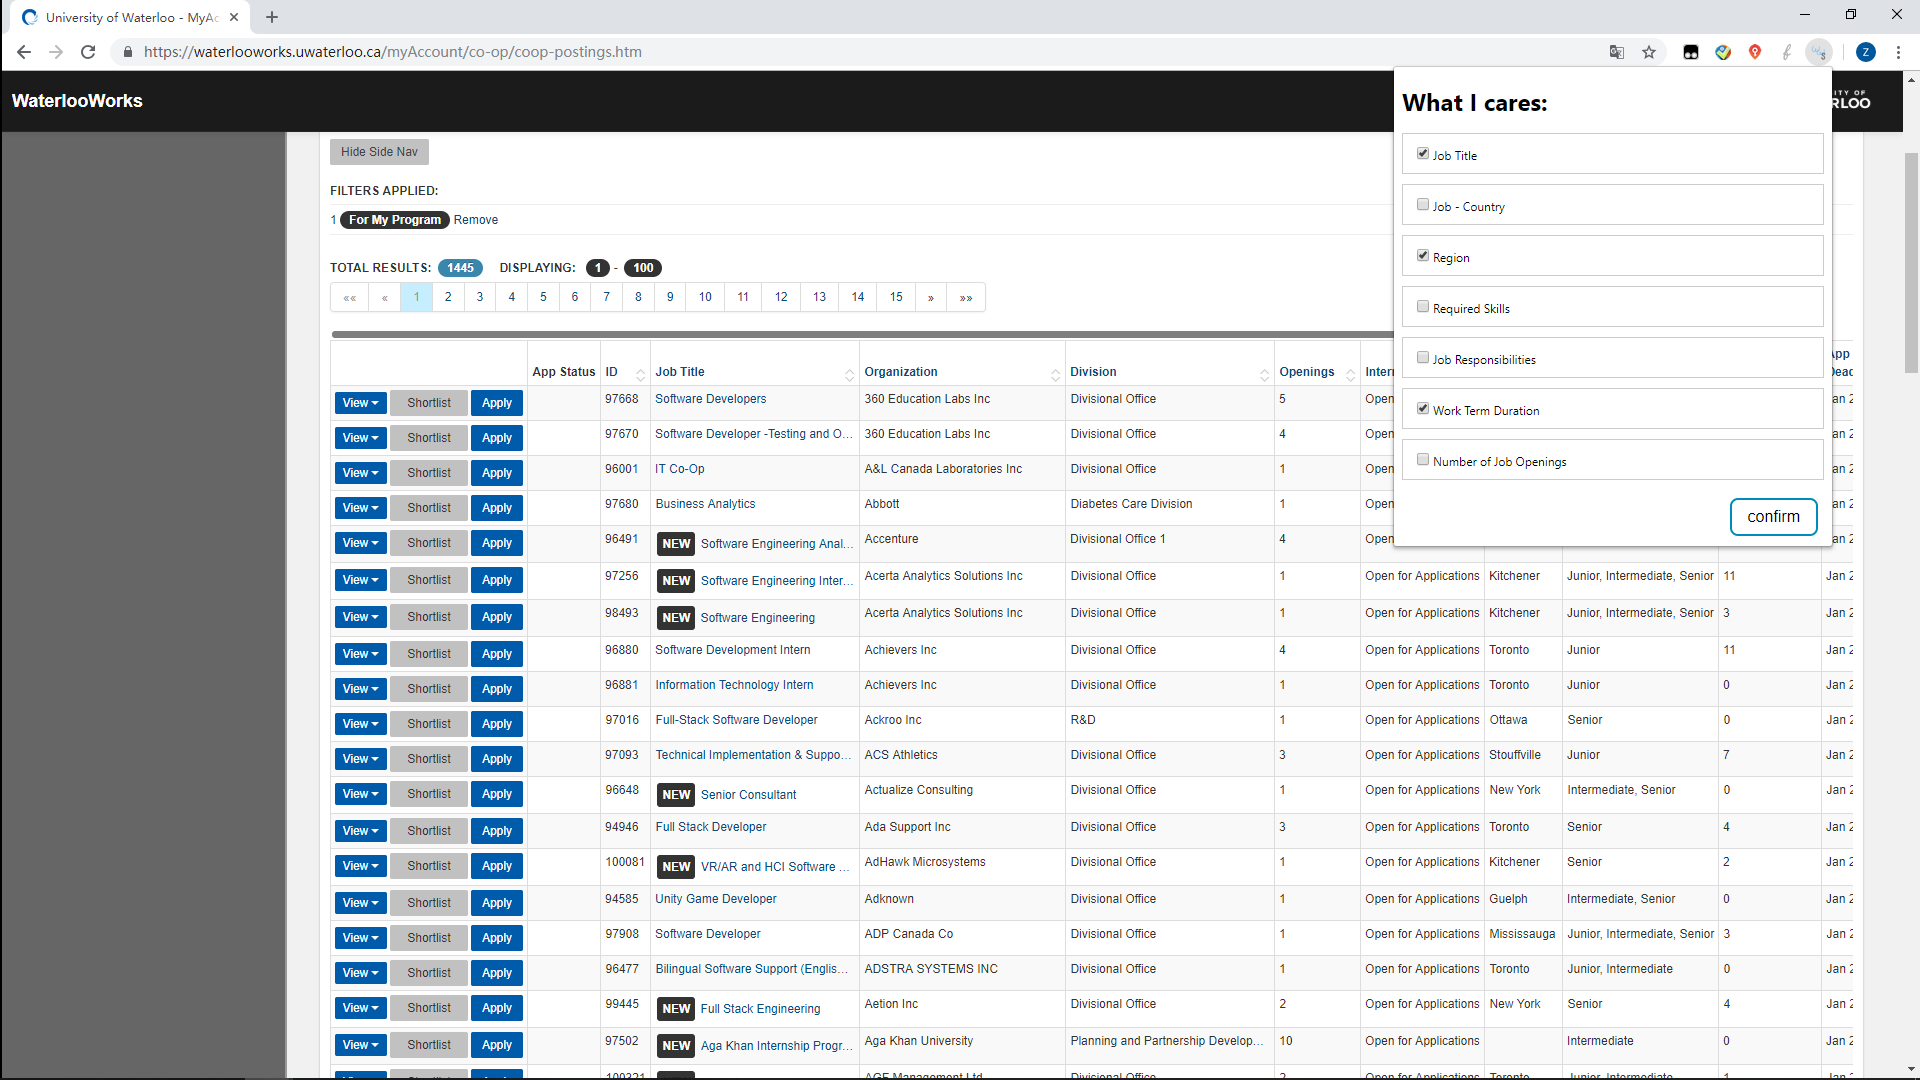 University of Waterloo - MyAc
https://waterlooworks.uwaterloo.ca/myAccount/co-op/coop-postings.htm
Z
WaterlooWorks
ITY OF
RLOO
What I cares:
Job Title
Job - Country
Region
Required Skills
Job Responsibilities
Work Term Duration
Number of Job Openings
confirm
Hide Side Nav
FILTERS APPLIED:
1 For My Program Remove
TOTAL RESULTS: 1445 DISPLAYING: 1 - 100
«« « 1 2 3 4 5 6 7 8 9 10 11 12 13 14 15 » »»
App Status ID Job Title Organization Division Openings Inter App Dead
View Shortlist Apply 97668 Software Developers 360 Education Labs Inc Divisional Office 5 Open Jan 2
View Shortlist Apply 97670 Software Developer -Testing and O... 360 Education Labs Inc Divisional Office 4 Open an 2
View Shortlist Apply 96001 IT Co-Op A&L Canada Laboratories Inc Divisional Office 1 Open an 2
View Shortlist Apply 97680 Business Analytics Abbott Diabetes Care Division 1 Open an 2
View Shortlist Apply 96491 NEW Software Engineering Anal... Accenture Divisional Office 1 4 Open an 2
View Shortlist Apply 97256 NEW Software Engineering Inter... Acerta Analytics Solutions Inc Divisional Office 1 Open for Applications Kitchener Junior, Intermediate, Senior 11 Jan 2
View Shortlist Apply 98493 NEW Software Engineering Acerta Analytics Solutions Inc Divisional Office 1 Open for Applications Kitchener Junior, Intermediate, Senior 3 Jan 2
View Shortlist Apply 96880 Software Development Intern Achievers Inc Divisional Office 4 Open for Applications Toronto Junior 11 Jan 2
View Shortlist Apply 96881 Information Technology Intern Achievers Inc Divisional Office 1 Open for Applications Toronto Junior 0 Jan 2
View Shortlist Apply 97016 Full-Stack Software Developer Ackroo Inc R&D 1 Open for Applications Ottawa Senior 0 Jan 2
View Shortlist Apply 97093 Technical Implementation & Suppo... ACS Athletics Divisional Office 3 Open for Applications Stouffville Junior 7 Jan 2
View Shortlist Apply 96648 NEW Senior Consultant Actualize Consulting Divisional Office 1 Open for Applications New York Intermediate, Senior 0 Jan 2
View Shortlist Apply 94946 Full Stack Developer Ada Support Inc Divisional Office 3 Open for Applications Toronto Senior 4 Jan 2
View Shortlist Apply 100081 NEW VR/AR and HCI Software ... AdHawk Microsystems Divisional Office 1 Open for Applications Kitchener Senior 2 Jan 2
View Shortlist Apply 94585 Unity Game Developer Adknown Divisional Office 1 Open for Applications Guelph Intermediate, Senior 0 Jan 2
View Shortlist Apply 97908 Software Developer ADP Canada Co Divisional Office 1 Open for Applications Mississauga Junior, Intermediate, Senior 3 Jan 2
View Shortlist Apply 96477 Bilingual Software Support (Englis... ADSTRA SYSTEMS INC Divisional Office 1 Open for Applications Toronto Junior, Intermediate 0 Jan 2
View Shortlist Apply 99445 NEW Full Stack Engineering Aetion Inc Divisional Office 2 Open for Applications New York Senior 4 Jan 2
View Shortlist Apply 97502 NEW Aga Khan Internship Progr... Aga Khan University Planning and Partnership Develop... 10 Open for Applications Intermediate 0 Jan 2
100321 AGF Management Ltd Divisional Office 2 Open for Applications Toronto Junior, Intermediate 1 Jan 2